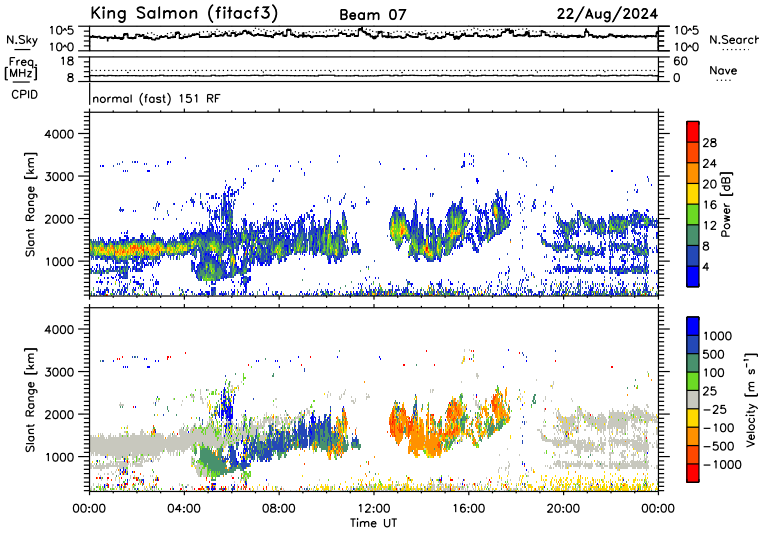 King Salmon (fitacf3) Beam 07 22/Aug/2024
N.Sky 10^5 10^0 10^5 10^0 N.Search
Freq. [MHz] 18 8 60 0 Nave
CPID normal (fast) 151 RF
Slant Range [km] 4000 3000 2000 1000
Power [dB] 28 24 20 16 12 8 4
Slant Range [km] 4000 3000 2000 1000
Velocity [m s⁻¹] 1000 500 100 25 −25 −100 −500 −1000
00:00 04:00 08:00 12:00 16:00 20:00 00:00
Time UT